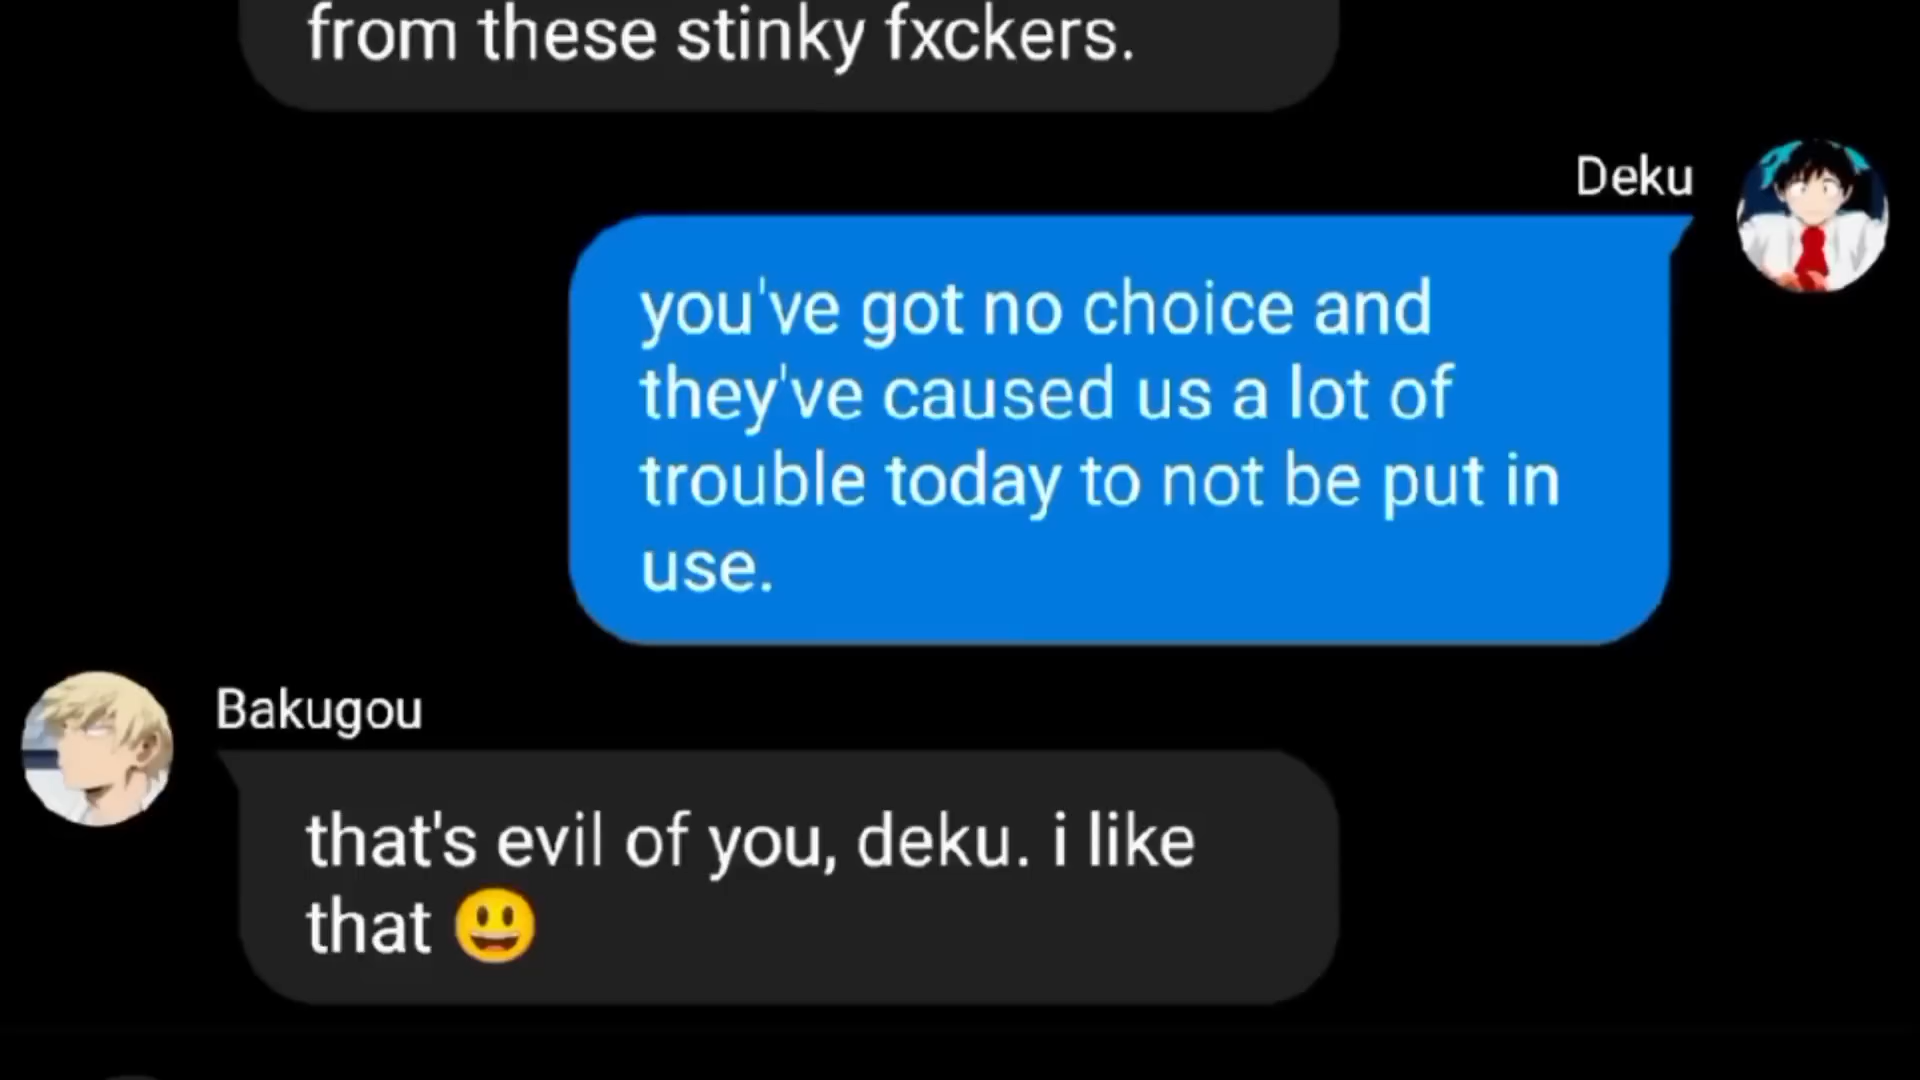 from these stinky fxckers.
Deku
you've got no choice and
they've caused us a lot of
trouble today to not be put in
use.
Bakugou
that's evil of you, deku. i like
that 😃